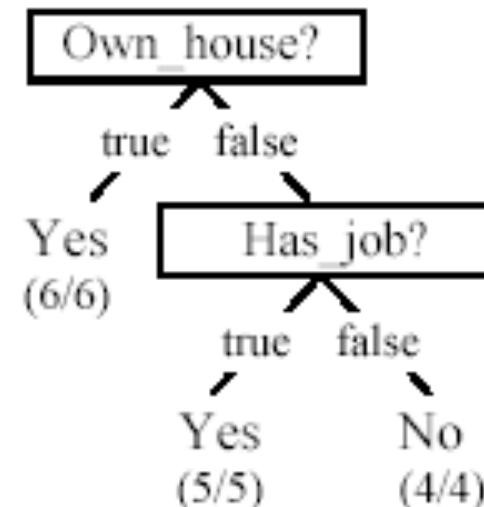 Own_house?
true false
Yes
(6/6)
Has_job?
true false
Yes No
(5/5) (4/4)